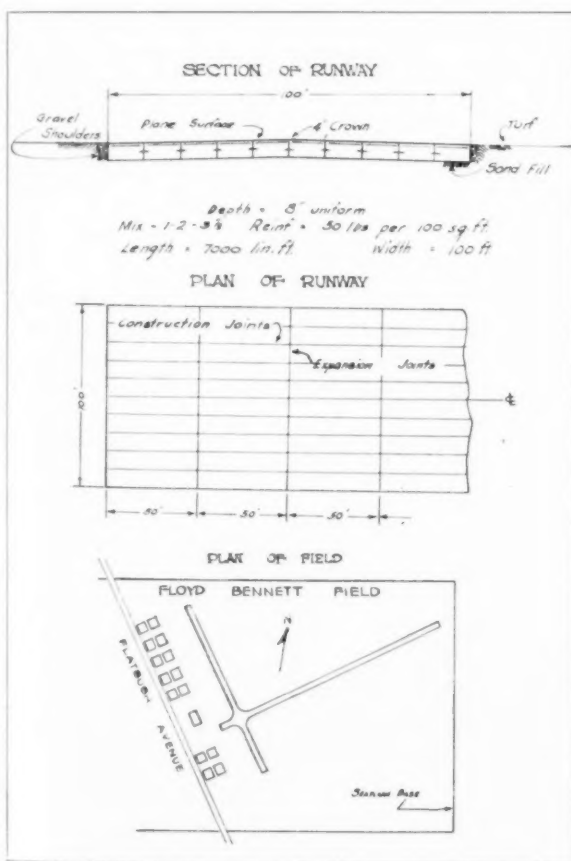 SECTION OF RUNWAY
100'
Gravel
Shoulders
Plane Surface
4" Crown
Turf
Sand Fill
Depth = 8" uniform
Mix = 1-2-3½ Reinf = 50 lbs per 100 sq. ft.
Length = 7000 lin. ft. Width = 100 ft
PLAN OF RUNWAY
Construction Joints
Expansion Joints
100'
℄
50' 50' 50'
PLAN OF FIELD
FLOYD BENNETT FIELD
N
FLATBUSH
AVENUE
SEAPLANE BASE